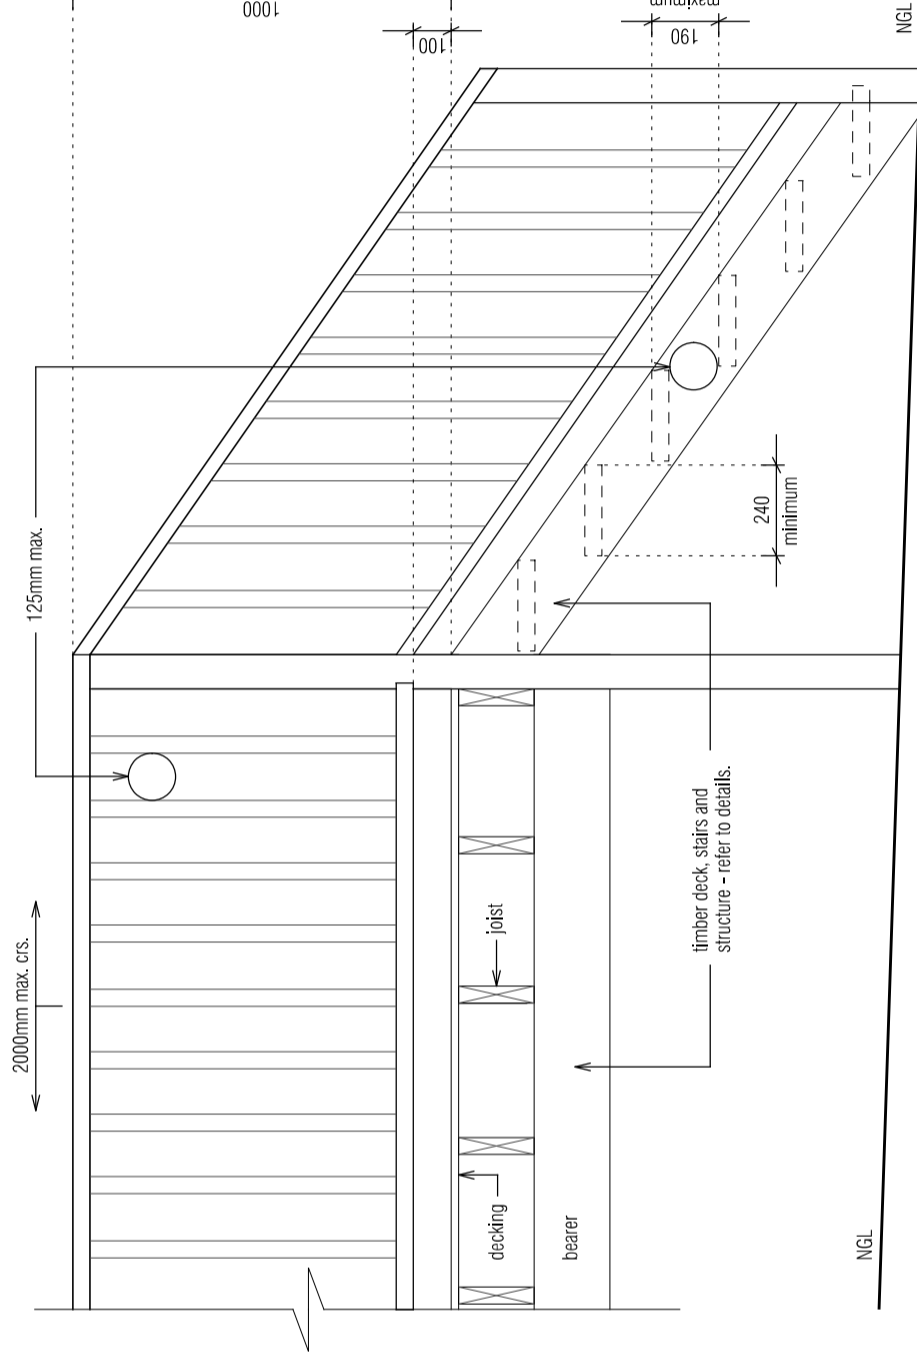 1000
100
maximum
190
NGL
125mm max.
2000mm max. crs.
240
minimum
joist
timber deck, stairs and
structure - refer to details.
decking
bearer
NGL